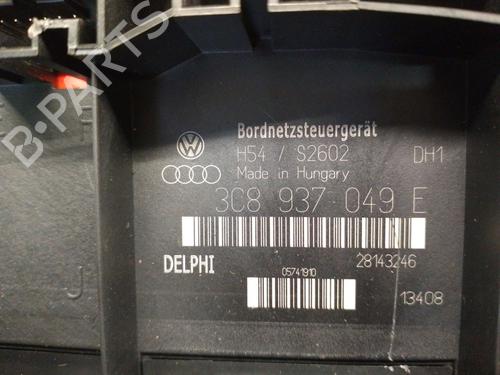 Bordnetzsteuergerät
H54 / S2602 DH1
Made in Hungary
3C8 937 049 E
DELPHI 28143246
05741910
13408
J
B-PARTS